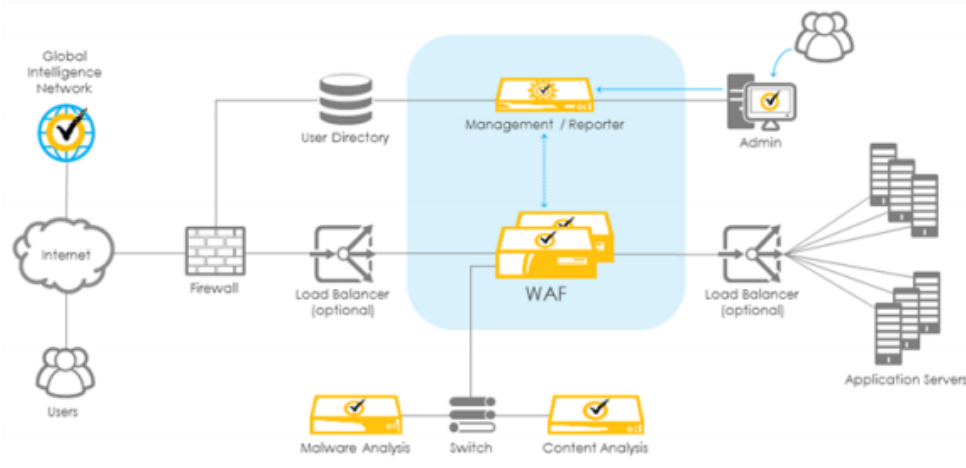 Global
Intelligence
Network
User Directory
Management / Reporter
Admin
Internet
Firewall
Load Balancer
(optional)
WAF
Load Balancer
(optional)
Users
Application Servers
Malware Analysis
Switch
Content Analysis